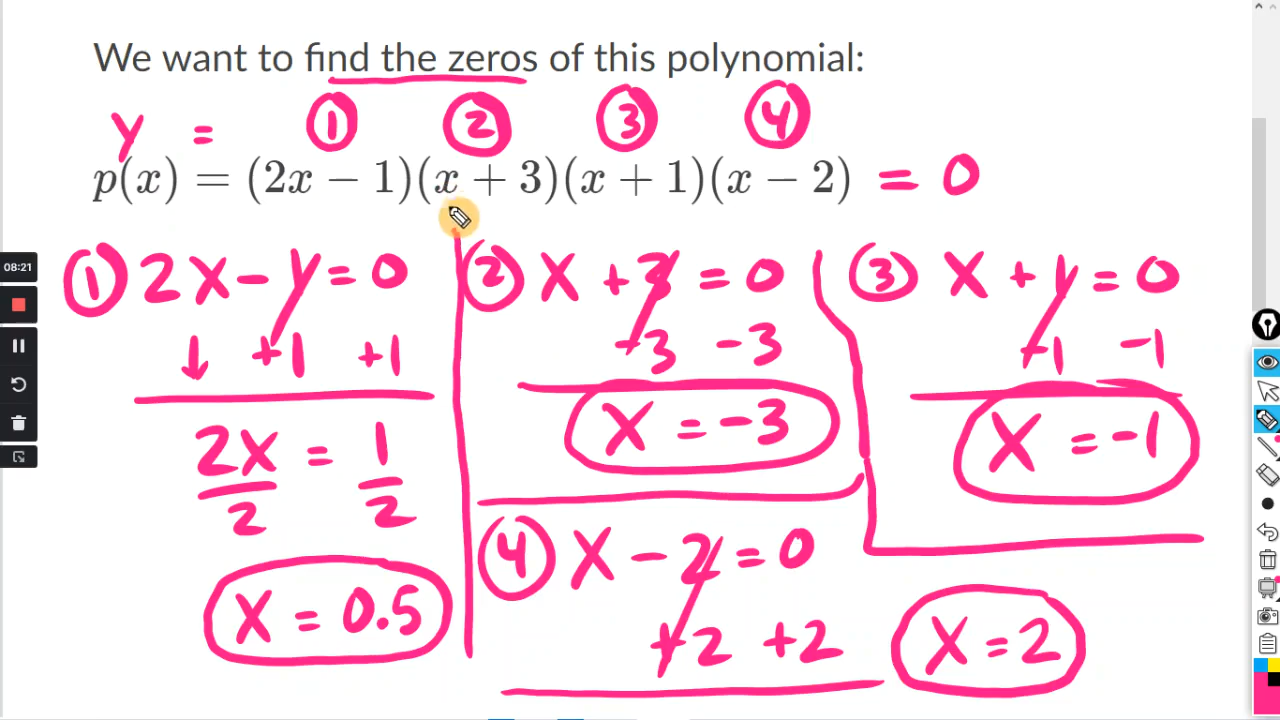 We want to find the zeros of this polynomial:
y = ① ② ③ ④
p(x) = (2x − 1)(x + 3)(x + 1)(x − 2) = 0
08:21
① 2X − 1 = 0
↓ +1 +1
2X = 1
2 2
X = 0.5
② X + 3 = 0
−3 −3
X = −3
③ X + 1 = 0
−1 −1
X = −1
④ X − 2 = 0
+2 +2
X = 2